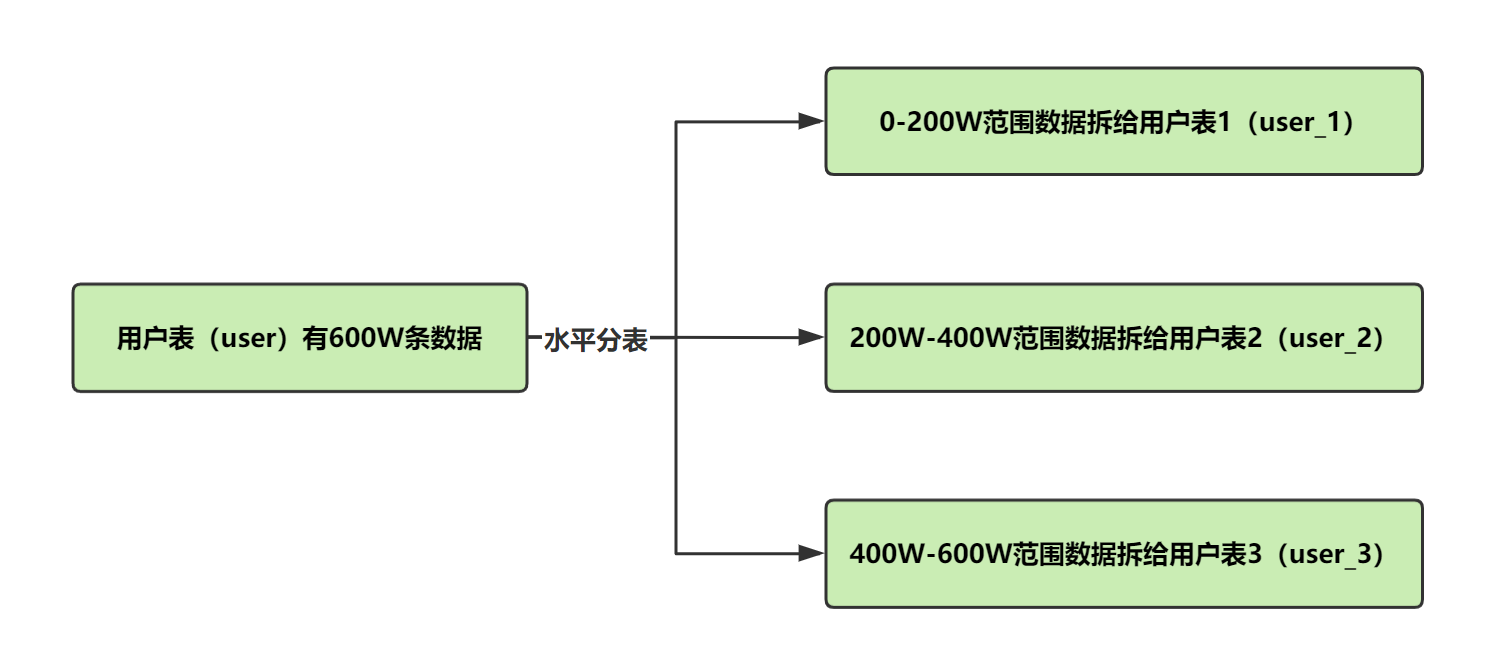 用户表（user）有600W条数据
水平分表
0-200W范围数据拆给用户表1（user_1）
200W-400W范围数据拆给用户表2（user_2）
400W-600W范围数据拆给用户表3（user_3）